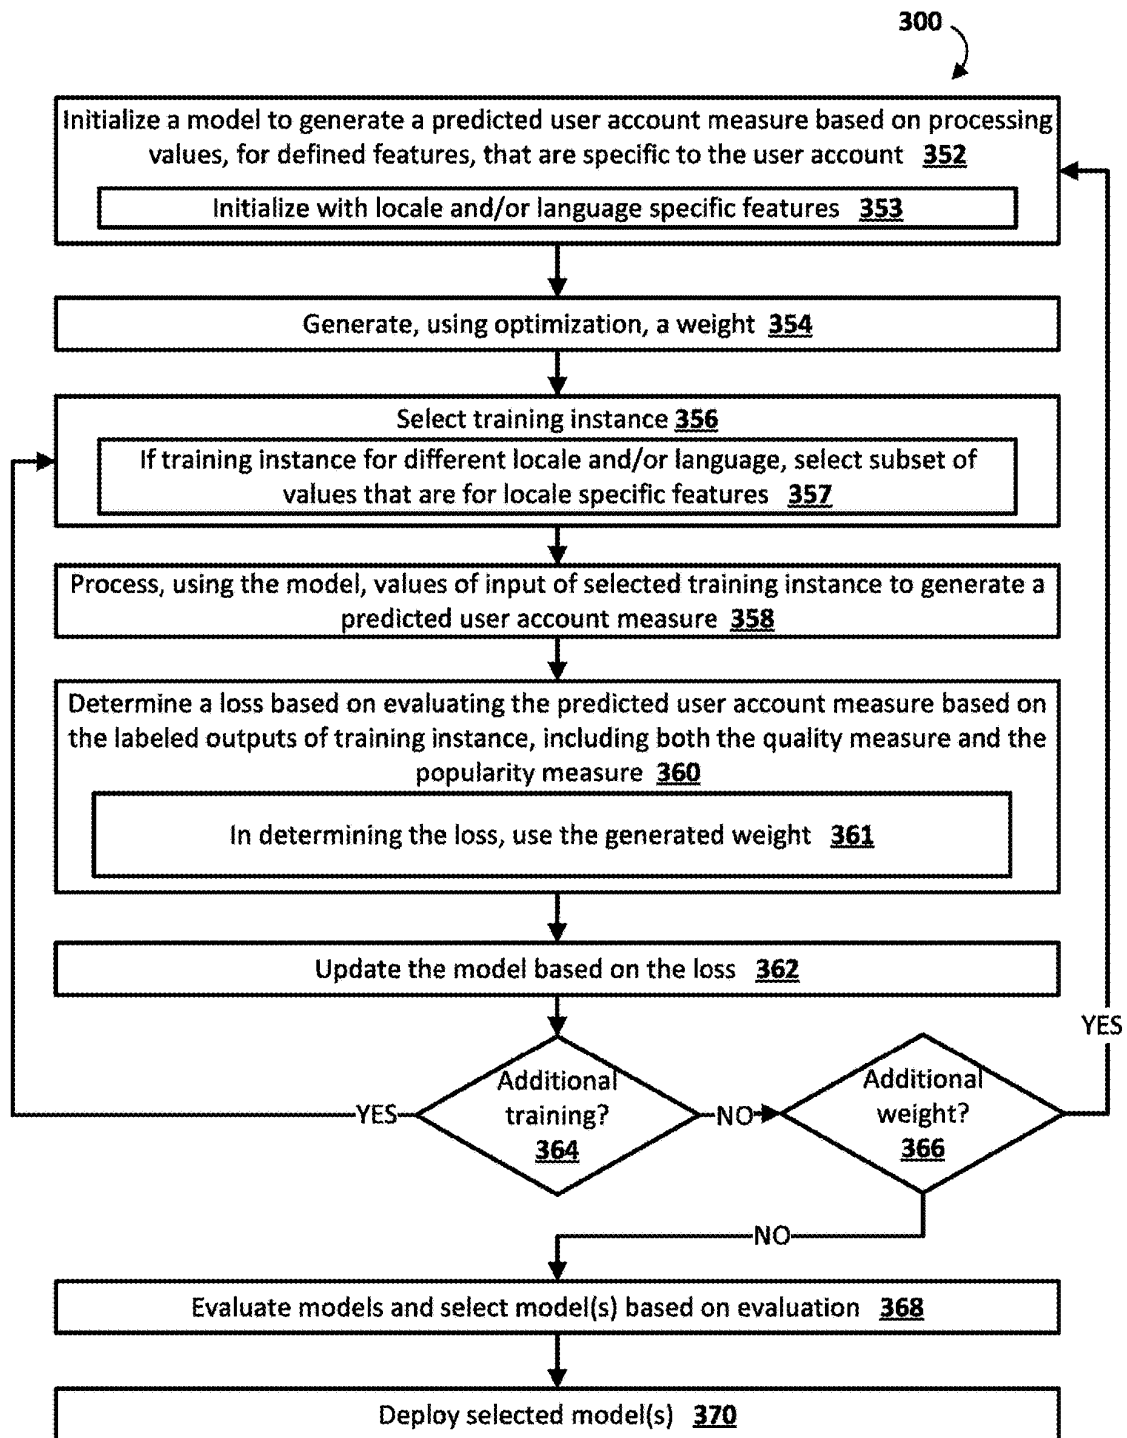 300
Initialize a model to generate a predicted user account measure based on processing
values, for defined features, that are specific to the user account 352
Initialize with locale and/or language specific features 353
Generate, using optimization, a weight 354
Select training instance 356
If training instance for different locale and/or language, select subset of
values that are for locale specific features 357
Process, using the model, values of input of selected training instance to generate a
predicted user account measure 358
Determine a loss based on evaluating the predicted user account measure based on
the labeled outputs of training instance, including both the quality measure and the
popularity measure 360
In determining the loss, use the generated weight 361
Update the model based on the loss 362
YES
Additional
training?
364
NO
Additional
weight?
366
YES
NO
Evaluate models and select model(s) based on evaluation 368
Deploy selected model(s) 370